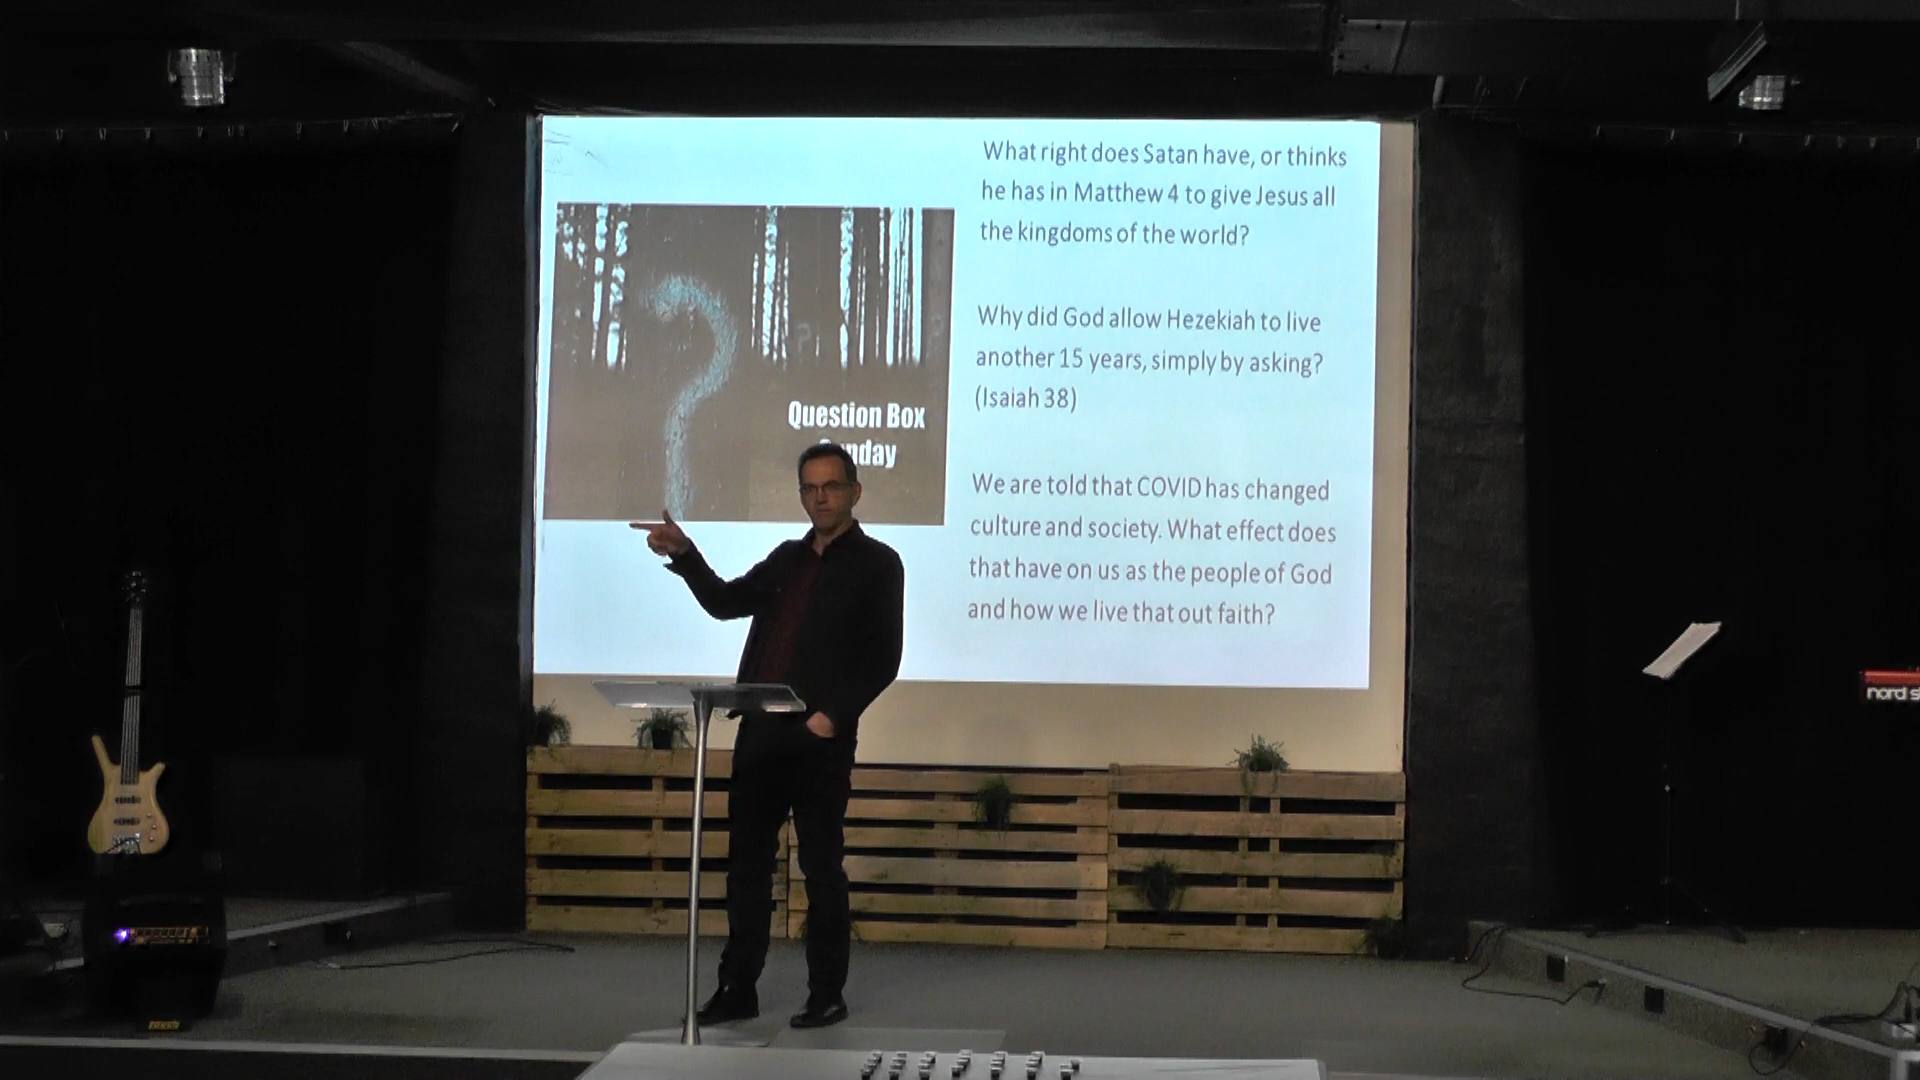 What right does Satan have, or thinks
he has in Matthew 4 to give Jesus all
the kingdoms of the world?
Why did God allow Hezekiah to live
another 15 years, simply by asking?
(Isaiah 38)
We are told that COVID has changed
culture and society. What effect does
that have on us as the people of God
and how we live that out faith?
Question Box
nord